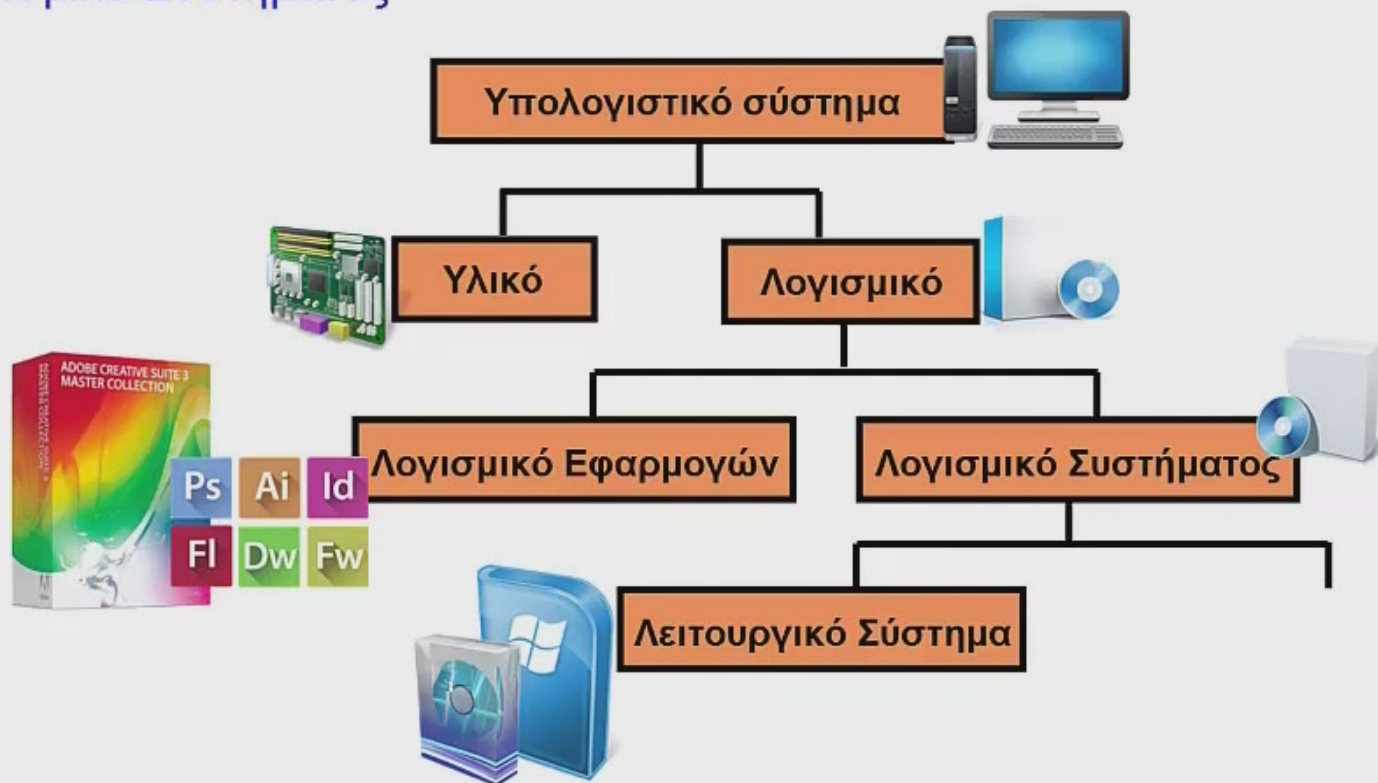 Υπολογιστικό σύστημα
Υλικό
Λογισμικό
ADOBE CREATIVE SUITE 3
MASTER COLLECTION
Ps Ai Id
Fl Dw Fw
Λογισμικό Εφαρμογών
Λογισμικό Συστήματος
Λειτουργικό Σύστημα